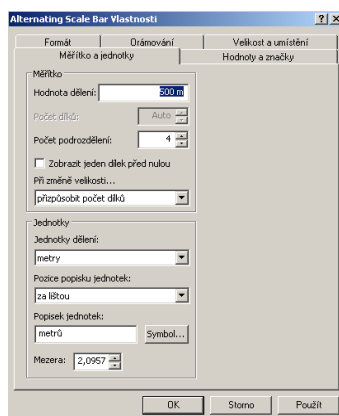 Alternating Scale Bar Vlastnosti
Formát Orámování Velikost a umístění
Měřítko a jednotky Hodnoty a značky
Měřítko
Hodnota dělení: 500 m
Počet dílků: Auto
Počet podrozdělení: 4
Zobrazit jeden dílek před nulou
Při změně velikosti...
přizpůsobit počet dílků
Jednotky
Jednotky dělení:
metry
Pozice popisku jednotek:
za lištou
Popisek jednotek:
metrů Symbol...
Mezera: 2,0957
OK Storno Použít